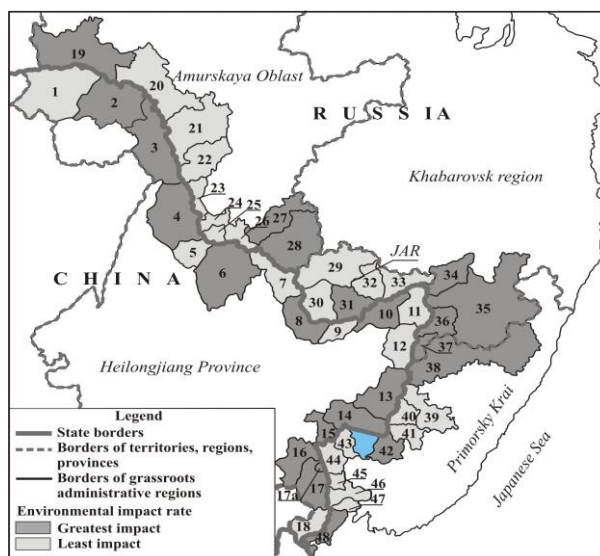 19
20
Amurskaya Oblast
1
2
R U S S I A
21
3
22
23
Khabarovsk region
24
25
26
27
4
28
5
JAR
C H I N A
6
29
7
32
33
34
30
31
35
8
10
11
9
36
12
37
Heilongjiang Province
38
13
14
40
39
15
41
43
42
16
44
45
17
46
17a
47
18
48
Primorsky Krai
Japanese Sea
Legend
State borders
Borders of territories, regions,
provinces
Borders of grassroots
administrative regions
Environmental impact rate
Greatest impact
Least impact